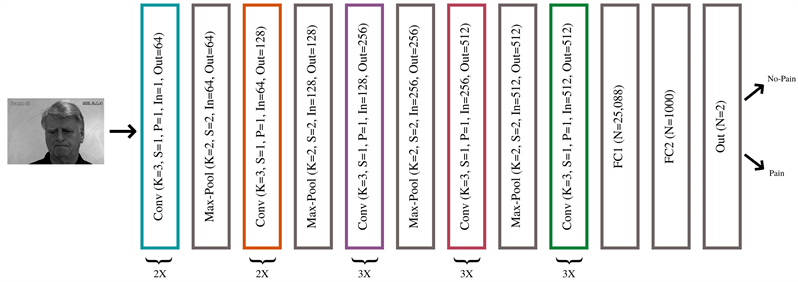 Conv (K=3, S=1, P=1, In=1, Out=64)
Max-Pool (K=2, S=2, In=64, Out=64)
Conv (K=3, S=1, P=1, In=64, Out=128)
Max-Pool (K=2, S=2, In=128, Out=128)
Conv (K=3, S=1, P=1, In=128, Out=256)
Max-Pool (K=2, S=2, In=256, Out=256)
Conv (K=3, S=1, P=1, In=256, Out=512)
Max-Pool (K=2, S=2, In=512, Out=512)
Conv (K=3, S=1, P=1, In=512, Out=512)
FC1 (N=25,088)
FC2 (N=1000)
Out (N=2)
No-Pain
Pain
2X
2X
3X
3X
3X